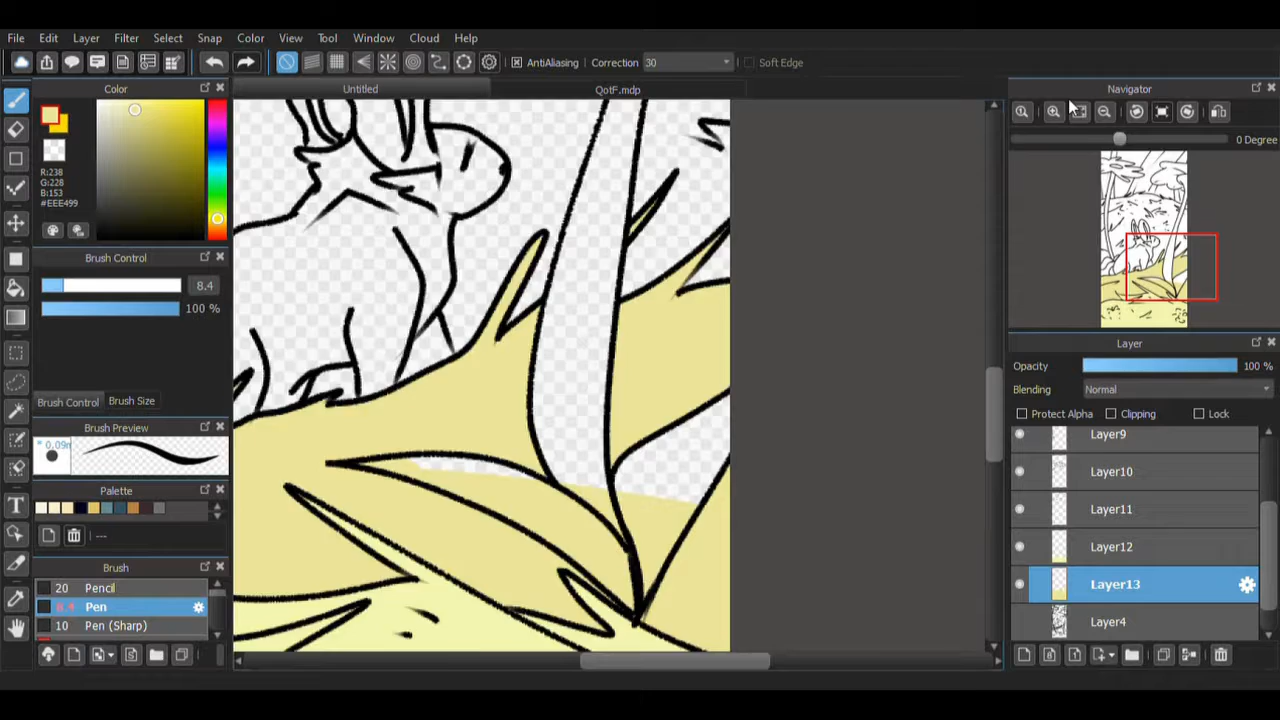 File Edit Layer Filter Select Snap Color View Tool Window Cloud Help
AntiAliasing Correction 30 Soft Edge
Color
Untitled QotF.mdp
Navigator
0 Degree
R:238
G:228
B:153
#EEE499
Brush Control
8.4
100 %
Brush Control Brush Size
Brush Preview
Palette
---
Brush
20 Pencil
8.4 Pen
10 Pen (Sharp)
Layer
Opacity 100 %
Blending Normal
Protect Alpha Clipping Lock
Layer9
Layer10
Layer11
Layer12
Layer13
Layer4